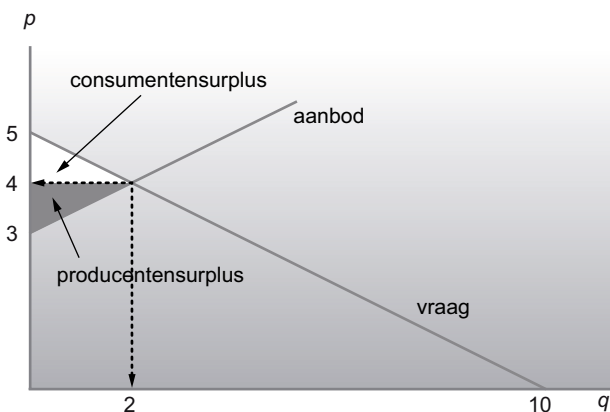 p
consumentensurplus
aanbod
5
4
3
producentensurplus
vraag
2
10
q